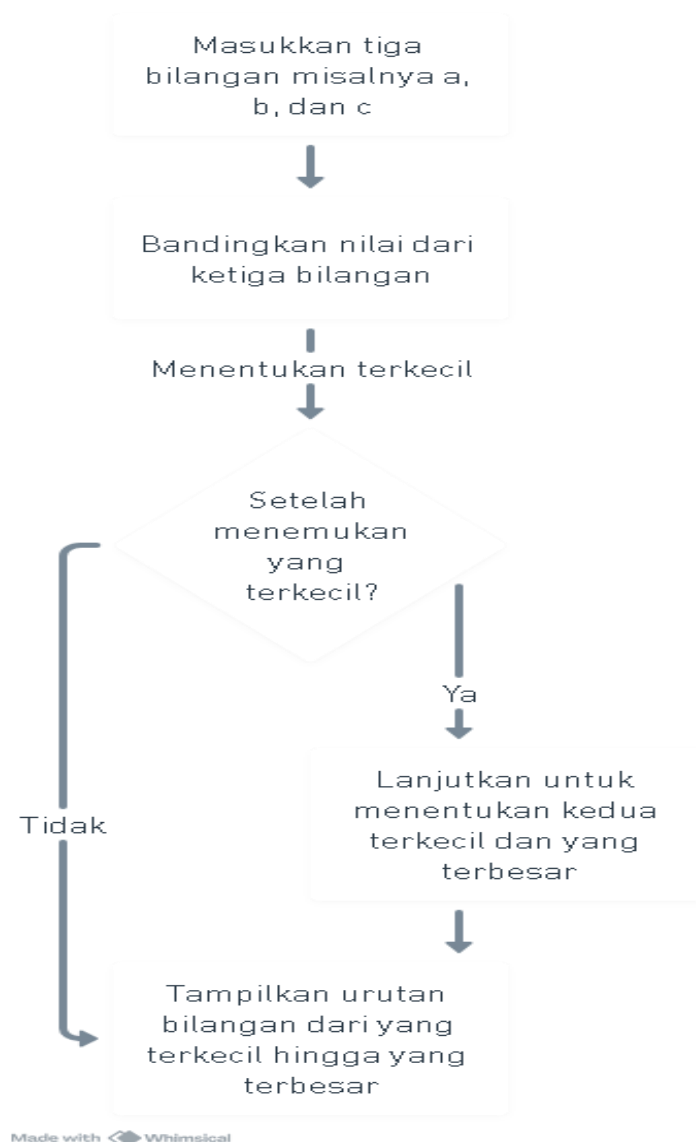 Masukkan tiga
bilangan misalnya a,
b, dan c
Bandingkan nilai dari
ketiga bilangan
Menentukan terkecil
Setelah
menemukan
yang
terkecil?
Ya
Lanjutkan untuk
menentukan kedua
terkecil dan yang
terbesar
Tidak
Tampilkan urutan
bilangan dari yang
terkecil hingga yang
terbesar
Made with Whimsical